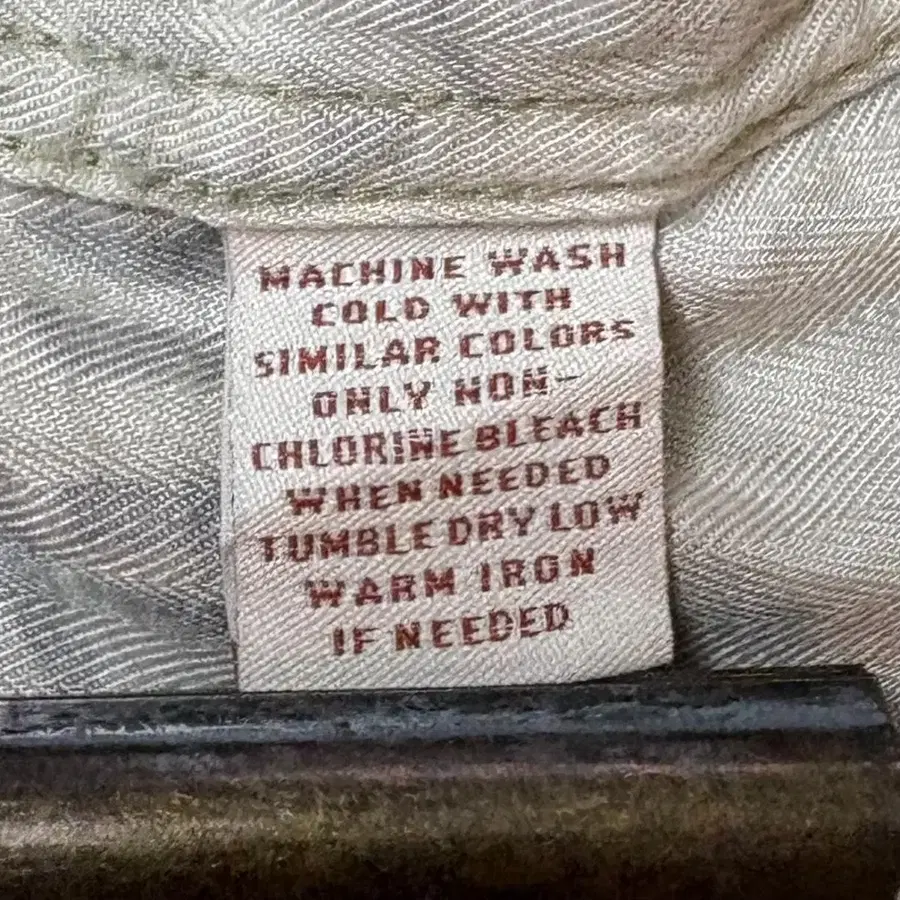 MACHINE WASH
COLD WITH
SIMILAR COLORS
ONLY NON-
CHLORINE BLEACH
WHEN NEEDED
TUMBLE DRY LOW
WARM IRON
IF NEEDED